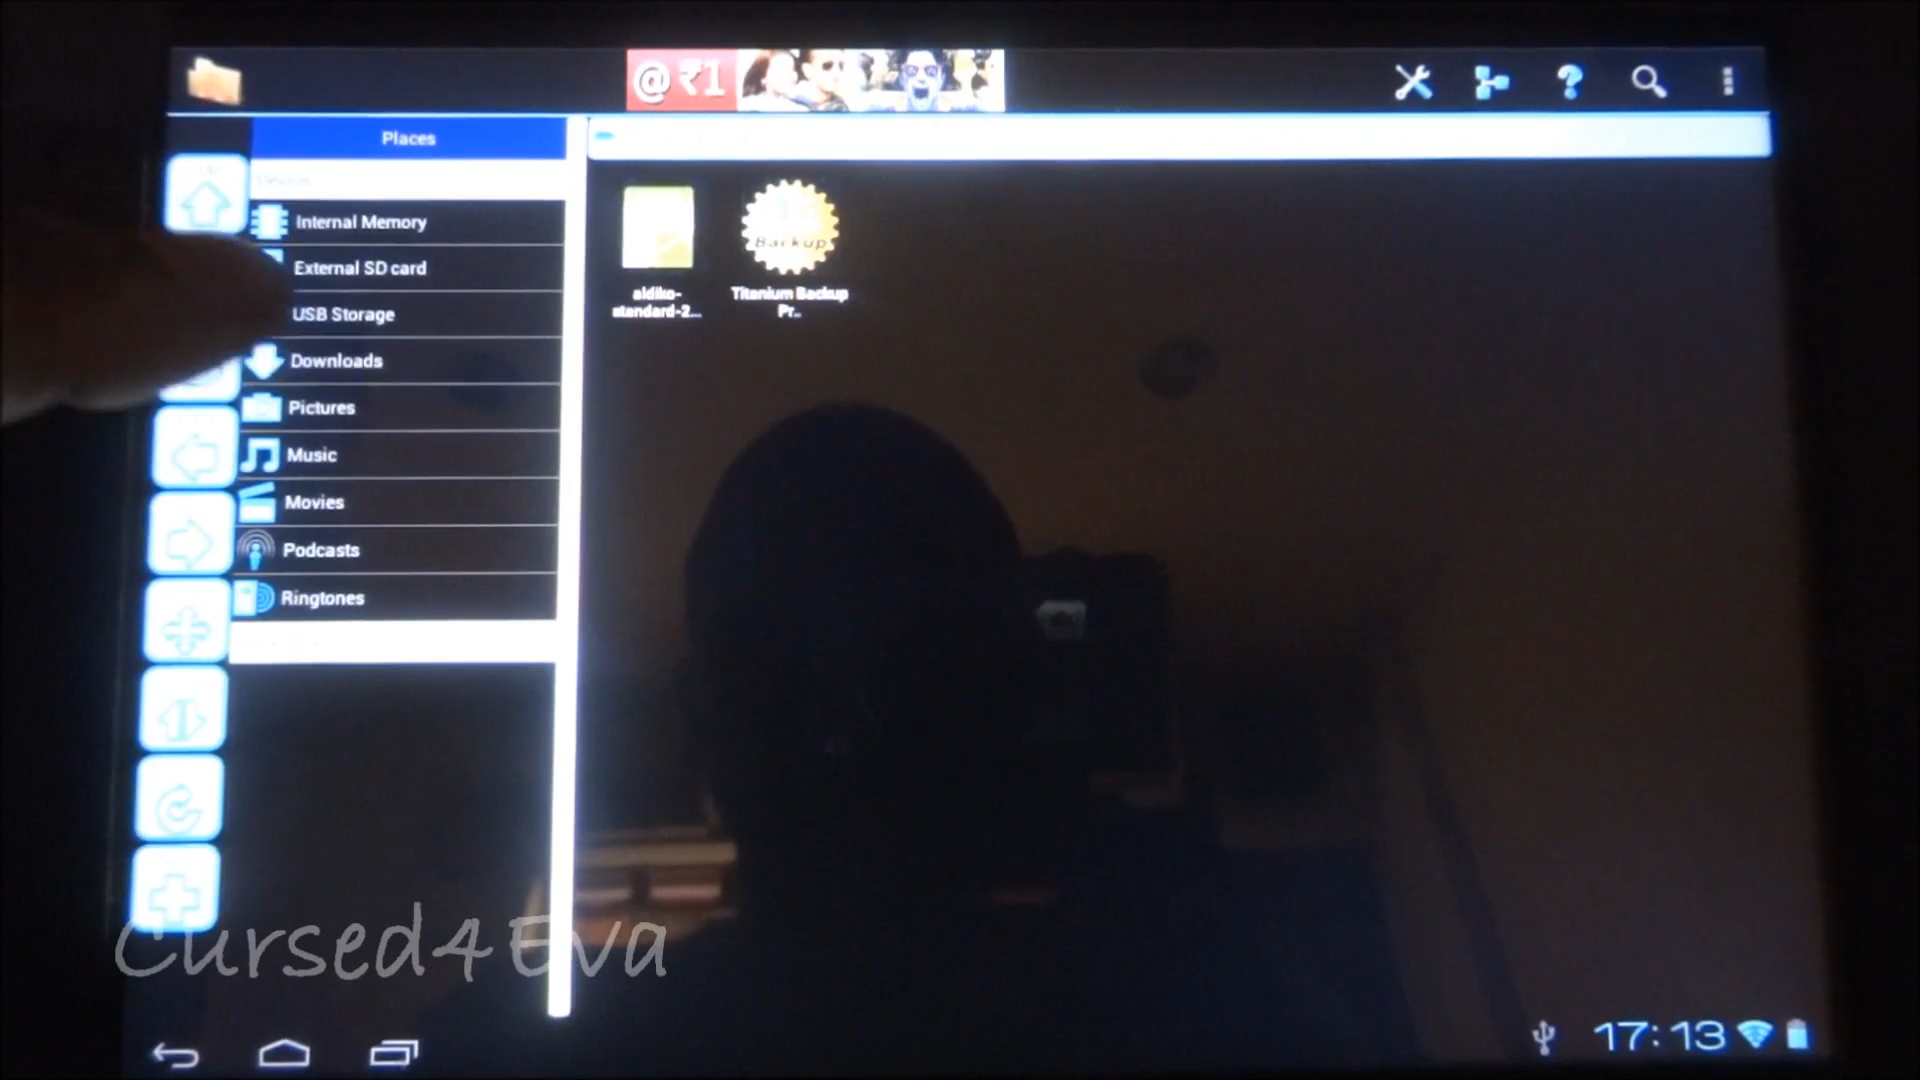 @ ₹1
Places
Device
Internal Memory
External SD card
USB Storage
Downloads
Pictures
Music
Movies
Podcasts
Ringtones
Backup
aldiko-
standard-2...
Titanium Backup
Pr..
Cursed4Eva
17:13